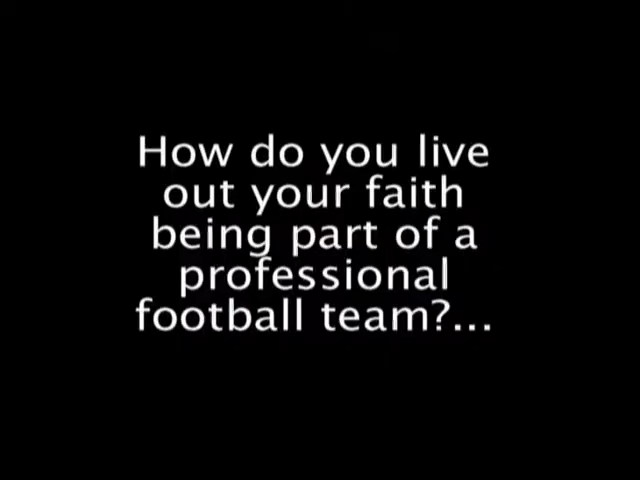 How do you live
out your faith
being part of a
professional
football team?...